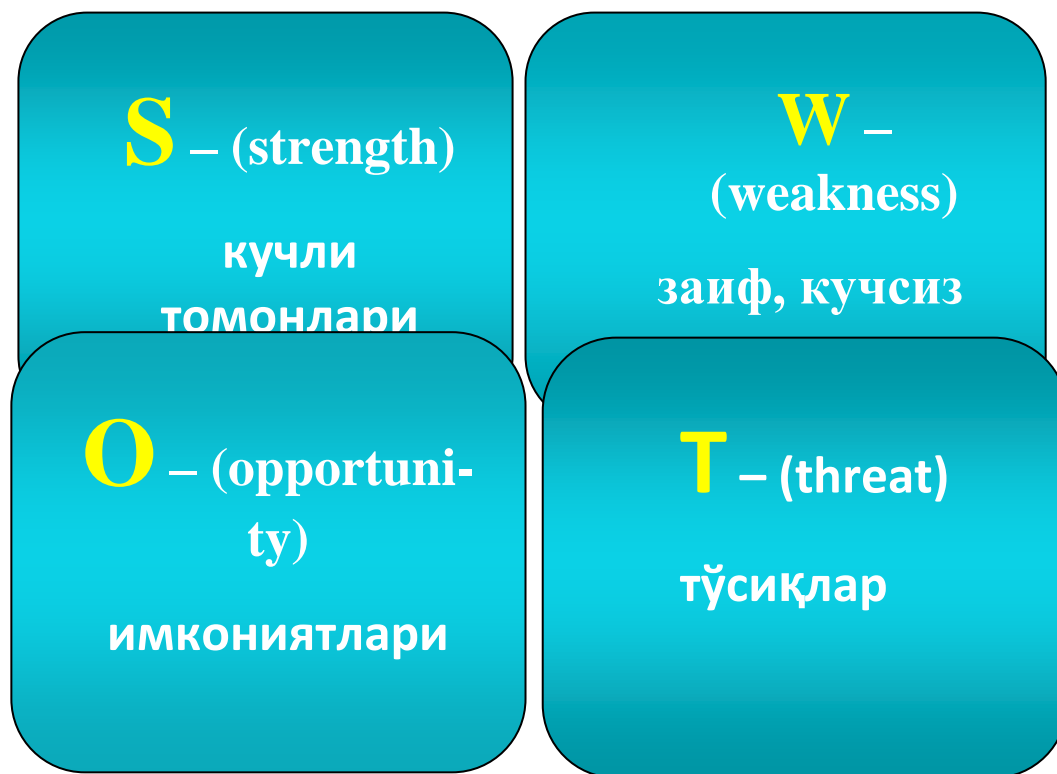 S – (strength)
кучли
томонлари
W –
(weakness)
заиф, кучсиз
O – (opportuni-
ty)
имкониятлари
T – (threat)
тўсиқлар